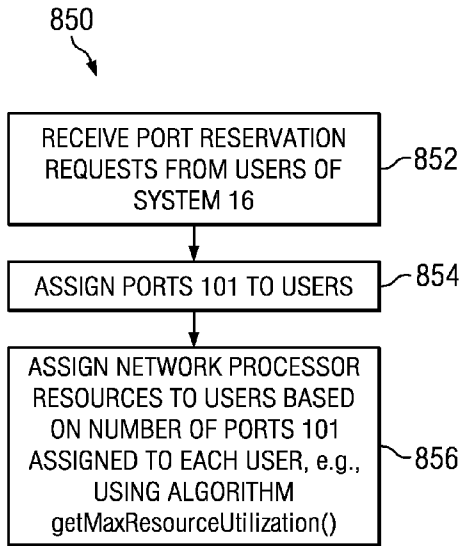 850
RECEIVE PORT RESERVATION
REQUESTS FROM USERS OF
SYSTEM 16
852
ASSIGN PORTS 101 TO USERS
854
ASSIGN NETWORK PROCESSOR
RESOURCES TO USERS BASED
ON NUMBER OF PORTS 101
ASSIGNED TO EACH USER, e.g.,
USING ALGORITHM
getMaxResourceUtilization()
856